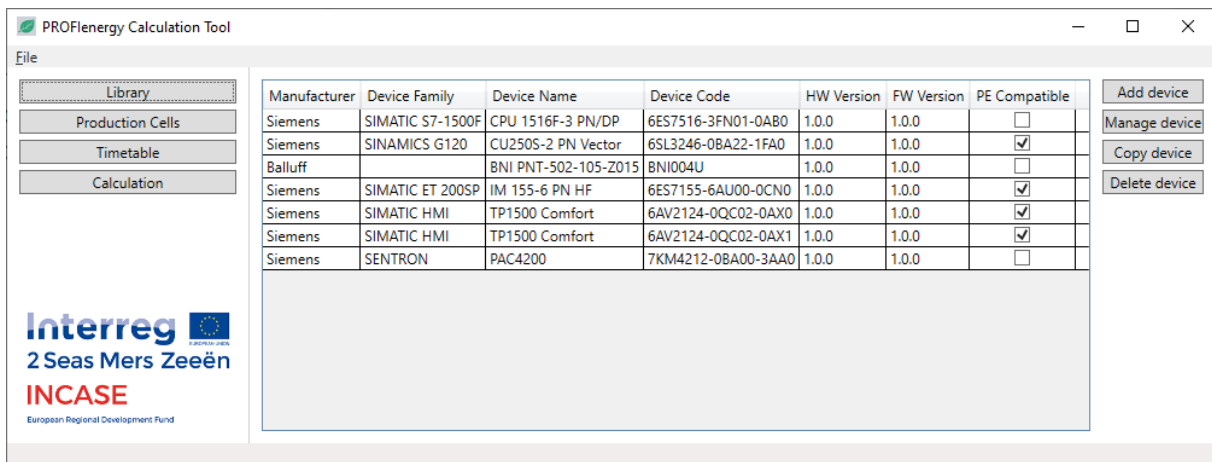 PROFIenergy Calculation Tool
File
Library
Production Cells
Timetable
Calculation
Manufacturer Device Family Device Name Device Code HW Version FW Version PE Compatible
Siemens SIMATIC S7-1500F CPU 1516F-3 PN/DP 6ES7516-3FN01-0AB0 1.0.0 1.0.0
Siemens SINAMICS G120 CU250S-2 PN Vector 6SL3246-0BA22-1FA0 1.0.0 1.0.0
Balluff BNI PNT-502-105-Z015 BNI004U 1.0.0 1.0.0
Siemens SIMATIC ET 200SP IM 155-6 PN HF 6ES7155-6AU00-0CN0 1.0.0 1.0.0
Siemens SIMATIC HMI TP1500 Comfort 6AV2124-0QC02-0AX0 1.0.0 1.0.0
Siemens SIMATIC HMI TP1500 Comfort 6AV2124-0QC02-0AX1 1.0.0 1.0.0
Siemens SENTRON PAC4200 7KM4212-0BA00-3AA0 1.0.0 1.0.0
Add device
Manage device
Copy device
Delete device
Interreg
EUROPEAN UNION
2 Seas Mers Zeeën
INCASE
European Regional Development Fund